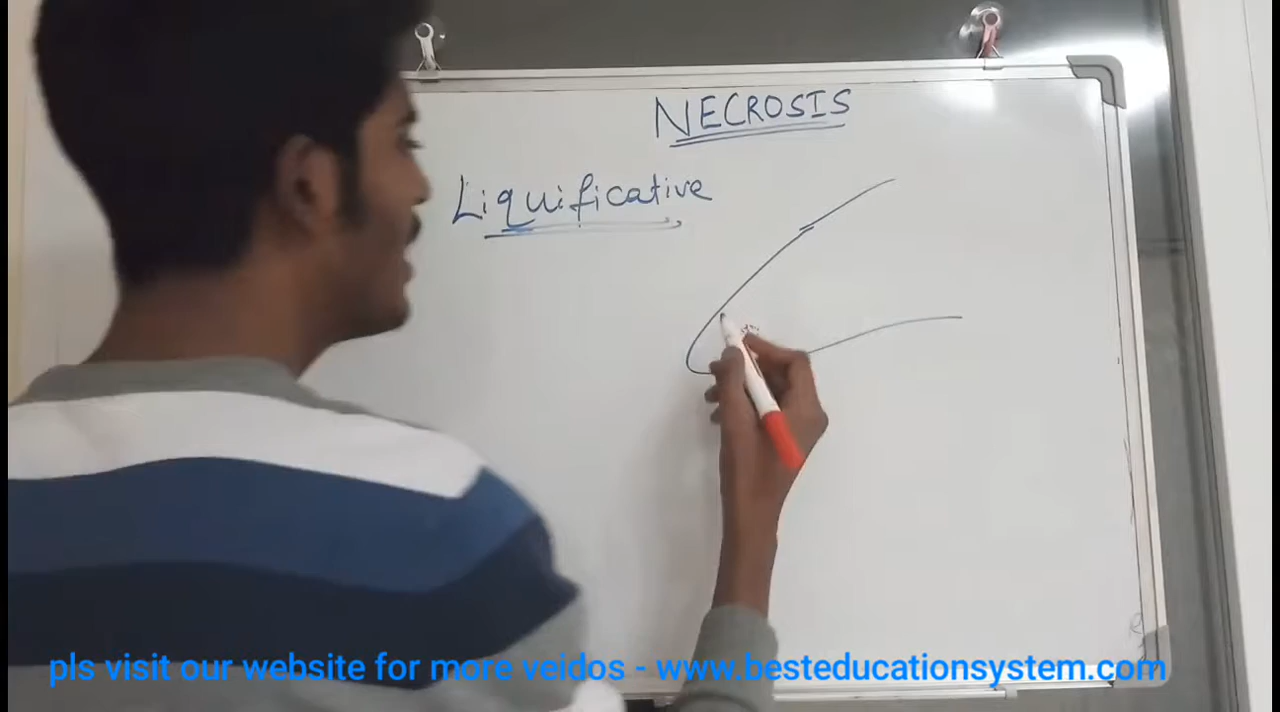 NECROSIS
Liquificative
pls visit our website for more veidos - www.besteducationsystem.com